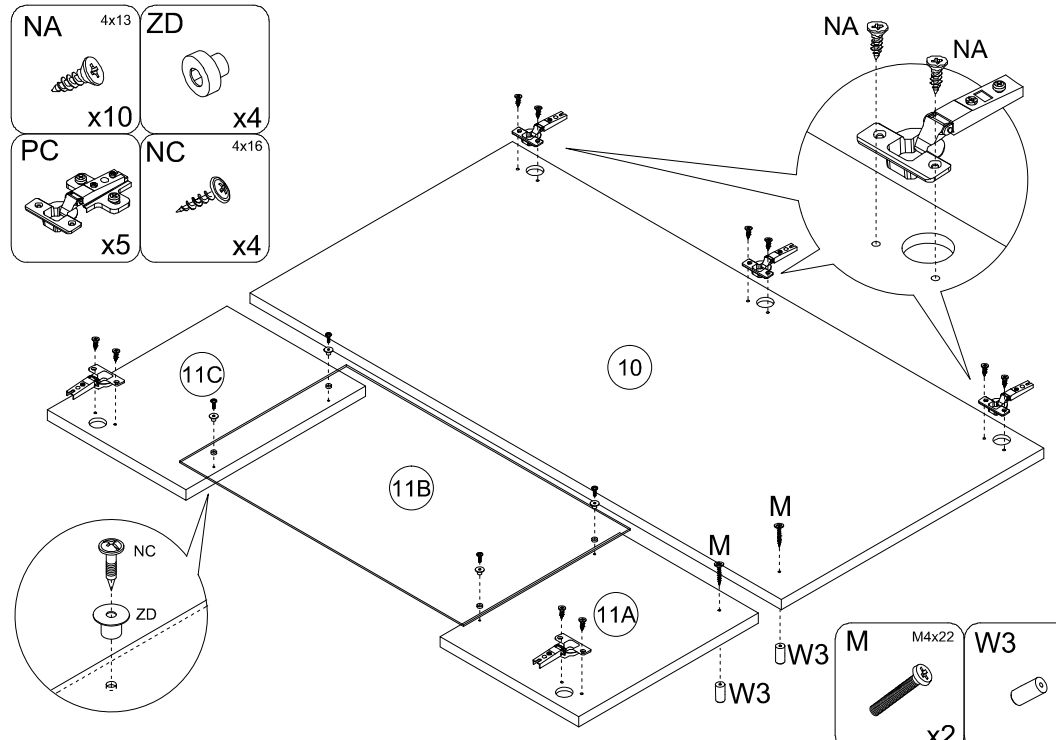 NA 4x13
x10
ZD
x4
PC
x5
NC 4x16
x4
NA
NA
10
11C
11B
M
M
11A
NC
ZD
W3
W3
M M4x22
x2
W3